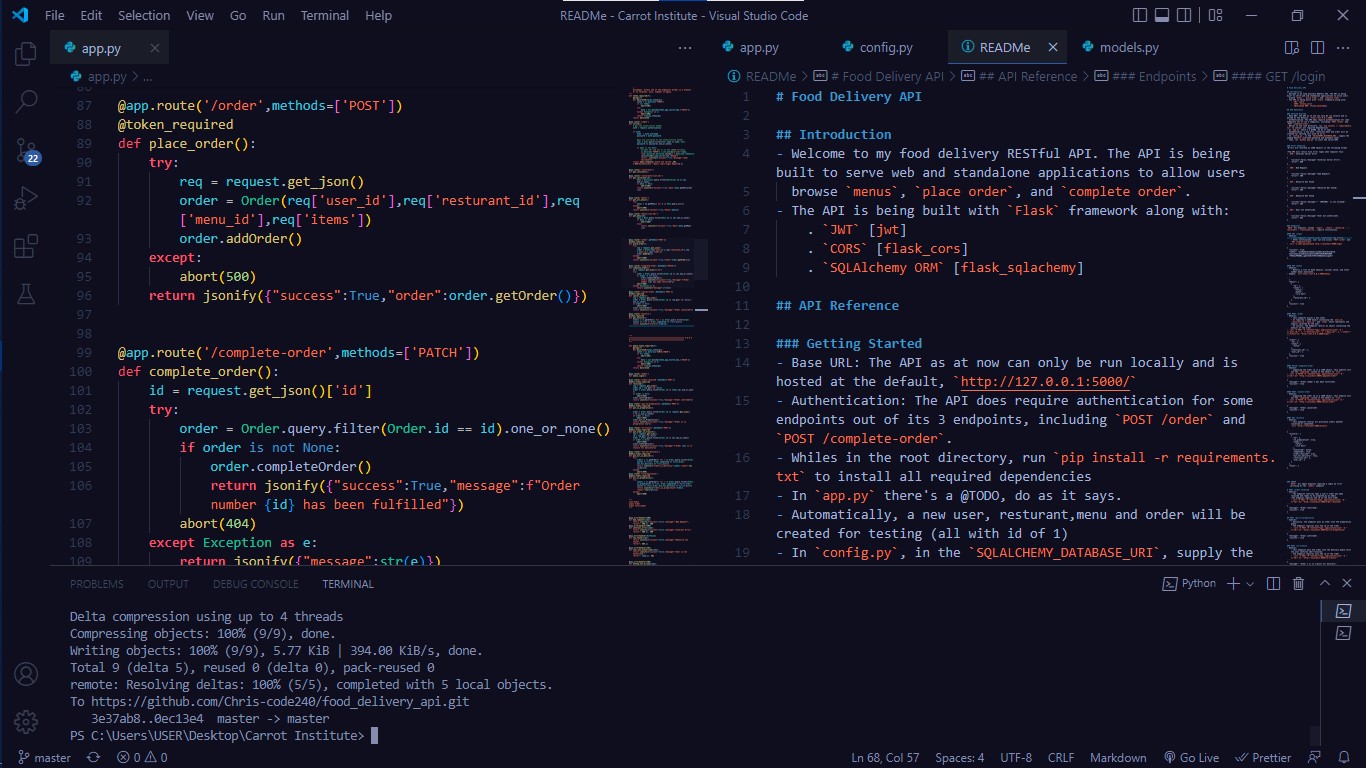 File Edit Selection View Go Run Terminal Help
READMe - Carrot Institute - Visual Studio Code
app.py
app.py > ...
87 @app.route('/order',methods=['POST'])
88 @token_required
89 def place_order():
90 try:
91 req = request.get_json()
92 order = Order(req['user_id'],req['resturant_id'],req
['menu_id'],req['items'])
93 order.addOrder()
94 except:
95 abort(500)
96 return jsonify({"success":True,"order":order.getOrder()})
97
98
99 @app.route('/complete-order',methods=['PATCH'])
100 def complete_order():
101 id = request.get_json()['id']
102 try:
103 order = Order.query.filter(Order.id == id).one_or_none()
104 if order is not None:
105 order.completeOrder()
106 return jsonify({"success":True,"message":f"Order
number {id} has been fulfilled"})
107 abort(404)
108 except Exception as e:
109 return jsonify({"message":str(e)})
app.py config.py READMe models.py
READMe > # Food Delivery API > ## API Reference > ### Endpoints > #### GET /login
1 # Food Delivery API
2
3 ## Introduction
4 - Welcome to my food delivery RESTful API. The API is being
built to serve web and standalone applications to allow users
5 browse `menus`, `place order`, and `complete order`.
6 - The API is being built with `Flask` framework along with:
7 . `JWT` [jwt]
8 . `CORS` [flask_cors]
9 . `SQLAlchemy ORM` [flask_sqlachemy]
10
11 ## API Reference
12
13 ### Getting Started
14 - Base URL: The API as at now can only be run locally and is
hosted at the default, `http://127.0.0.1:5000/`
15 - Authentication: The API does require authentication for some
endpoints out of its 3 endpoints, including `POST /order` and
`POST /complete-order`.
16 - Whiles in the root directory, run `pip install -r requirements.
txt` to install all required dependencies
17 - In `app.py` there's a @TODO, do as it says.
18 - Automatically, a new user, resturant,menu and order will be
created for testing (all with id of 1)
19 - In `config.py`, in the `SQLALCHEMY_DATABASE_URI`, supply the
22
PROBLEMS OUTPUT DEBUG CONSOLE TERMINAL
Python
Delta compression using up to 4 threads
Compressing objects: 100% (9/9), done.
Writing objects: 100% (9/9), 5.77 KiB | 394.00 KiB/s, done.
Total 9 (delta 5), reused 0 (delta 0), pack-reused 0
remote: Resolving deltas: 100% (5/5), completed with 5 local objects.
To https://github.com/Chris-code240/food_delivery_api.git
3e37ab8..0ec13e4 master -> master
PS C:\Users\USER\Desktop\Carrot Institute>
master 0 0 Ln 68, Col 57 Spaces: 4 UTF-8 CRLF Markdown Go Live Prettier